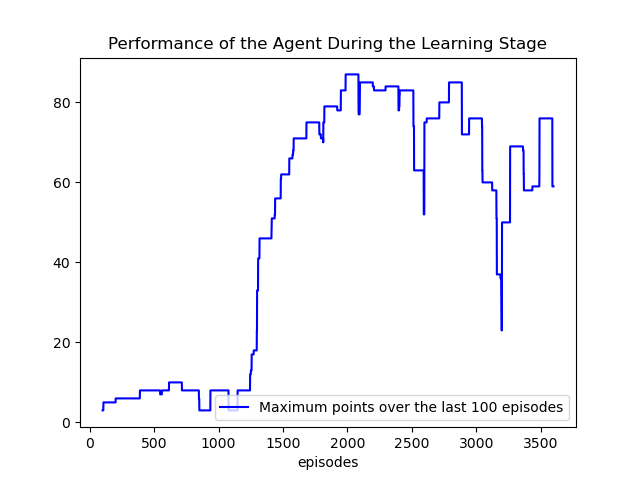 Performance of the Agent During the Learning Stage
80
60
40
20
0
Maximum points over the last 100 episodes
0 500 1000 1500 2000 2500 3000 3500
episodes